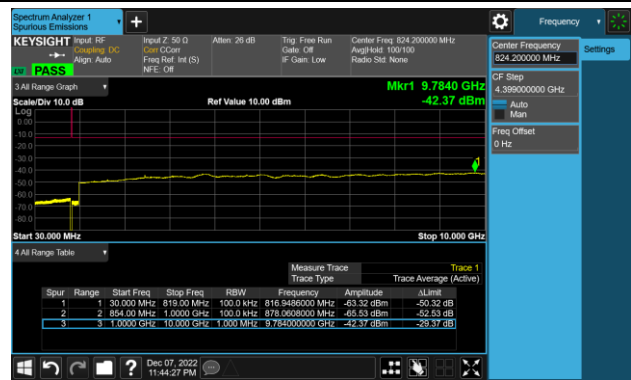 Spectrum Analyzer 1
Spurious Emissions
Frequency
KEYSIGHT
Input: RF
Coupling: DC
Align: Auto
Input Z: 50 Ω
Corr CCorr
Freq Ref: Int (S)
NFE: Off
Atten: 26 dB
Trig: Free Run
Gate: Off
IF Gain: Low
Center Freq: 824.200000 MHz
Avg|Hold: 100/100
Radio Std: None
LW
PASS
Center Frequency
824.200000 MHz
Settings
CF Step
4.399000000 GHz
Auto
Man
Freq Offset
0 Hz
3 All Range Graph
Mkr1 9.7840 GHz
Scale/Div 10.0 dB
Ref Value 10.00 dBm
-42.37 dBm
Log
0.00
-10.0
-20.0
-30.0
-40.0
-50.0
-60.0
-70.0
-80.0
1
Start 30.000 MHz
Stop 10.000 GHz
4 All Range Table
Measure Trace Trace 1
Trace Type Trace Average (Active)
Spur Range Start Freq Stop Freq RBW Frequency Amplitude ΔLimit
1 1 30.000 MHz 819.00 MHz 100.0 kHz 816.9486000 MHz -63.32 dBm -50.32 dB
2 2 854.00 MHz 1.0000 GHz 100.0 kHz 878.0608000 MHz -65.53 dBm -52.53 dB
3 3 1.0000 GHz 10.000 GHz 1.000 MHz 9.784000000 GHz -42.37 dBm -29.37 dB
Dec 07, 2022
11:44:27 PM